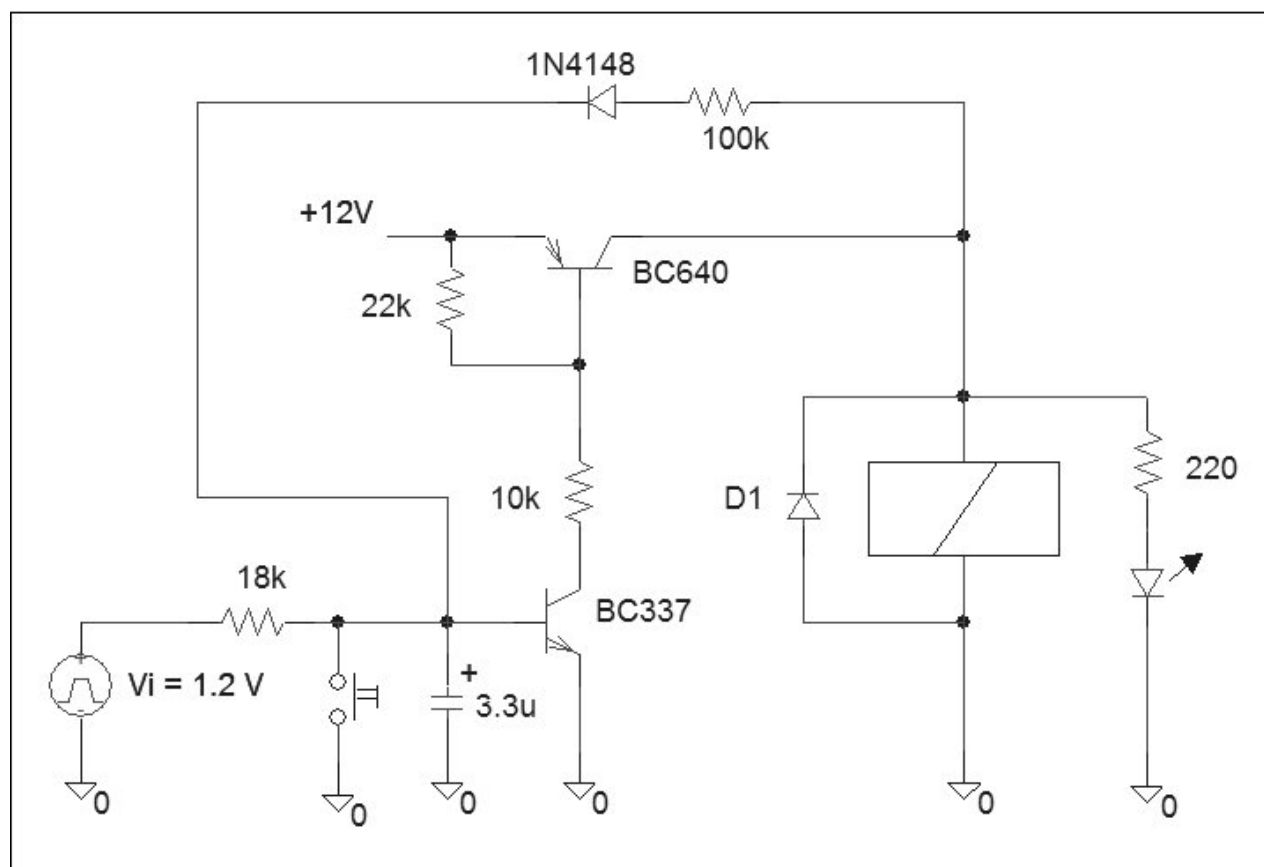 1N4148
100k
+12V
BC640
22k
10k
D1
220
18k
BC337
Vi = 1.2 V
+
3.3u
0
0
0
0
0
0